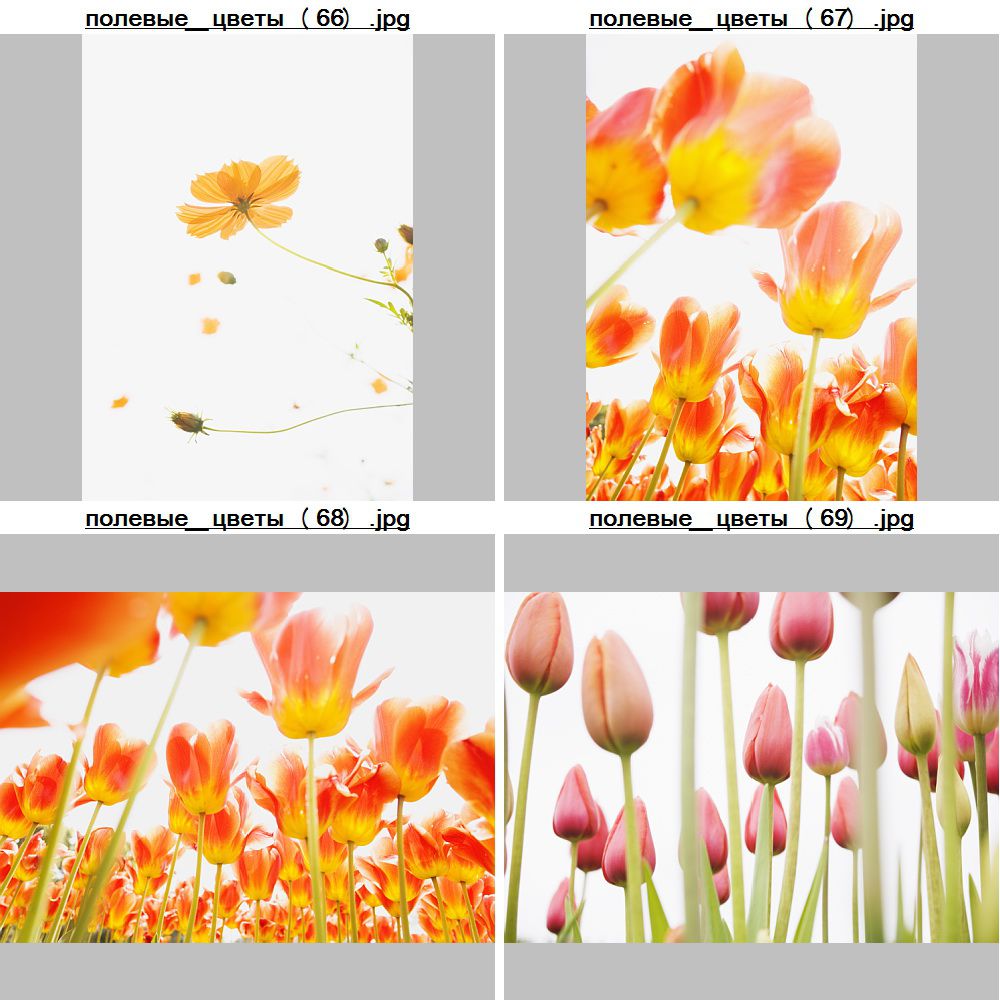 полевые__цветы （66） .jpg
полевые__цветы （67） .jpg
полевые__цветы （68） .jpg
полевые__цветы （69） .jpg